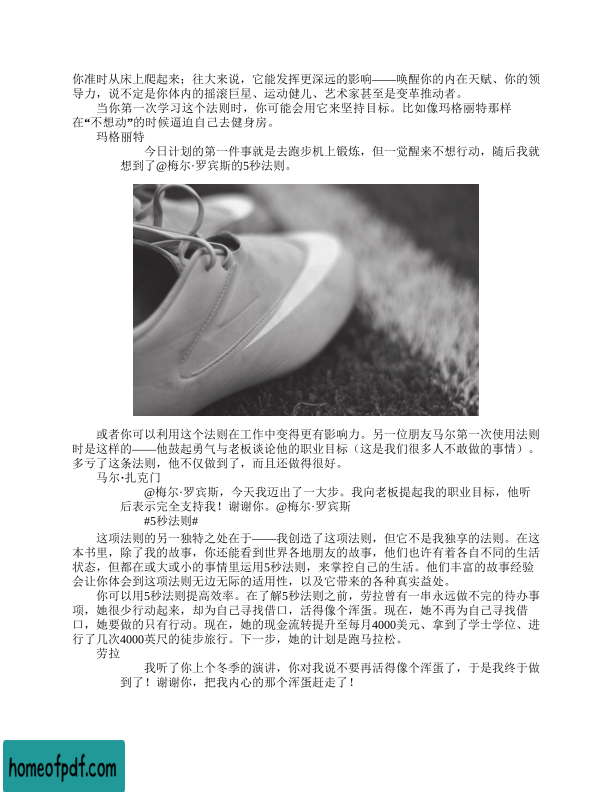 你准时从床上爬起来；往大来说，它能发挥更深远的影响——唤醒你的内在天赋、你的领
导力，说不定是你体内的摇滚巨星、运动健儿、艺术家甚至是变革推动者。
当你第一次学习这个法则时，你可能会用它来坚持目标。比如像玛格丽特那样
在“不想动”的时候逼迫自己去健身房。
玛格丽特
今日计划的第一件事就是去跑步机上锻炼，但一觉醒来不想行动，随后我就
想到了@梅尔·罗宾斯的5秒法则。
或者你可以利用这个法则在工作中变得更有影响力。另一位朋友马尔第一次使用法则
时是这样的——他鼓起勇气与老板谈论他的职业目标（这是我们很多人不敢做的事情）。
多亏了这条法则，他不仅做到了，而且还做得很好。
马尔·扎克门
@梅尔·罗宾斯，今天我迈出了一大步。我向老板提起我的职业目标，他听
后表示完全支持我！谢谢你。@梅尔·罗宾斯
#5秒法则#
这项法则的另一独特之处在于——我创造了这项法则，但它不是我独享的法则。在这
本书里，除了我的故事，你还能看到世界各地朋友的故事，他们也许有着各自不同的生活
状态，但都在或大或小的事情里运用5秒法则，来掌控自己的生活。他们丰富的故事经验
会让你体会到这项法则无边无际的适用性，以及它带来的各种真实益处。
你可以用5秒法则提高效率。在了解5秒法则之前，劳拉曾有一串永远做不完的待办事
项，她很少行动起来，却为自己寻找借口，活得像个浑蛋。现在，她不再为自己寻找借
口，她要做的只有行动。现在，她的现金流转提升至每月4000美元、拿到了学士学位、进
行了几次4000英尺的徒步旅行。下一步，她的计划是跑马拉松。
劳拉
我听了你上个冬季的演讲，你对我说不要再活得像个浑蛋了，于是我终于做
到了！谢谢你，把我内心的那个浑蛋赶走了！
homeofpdf.com